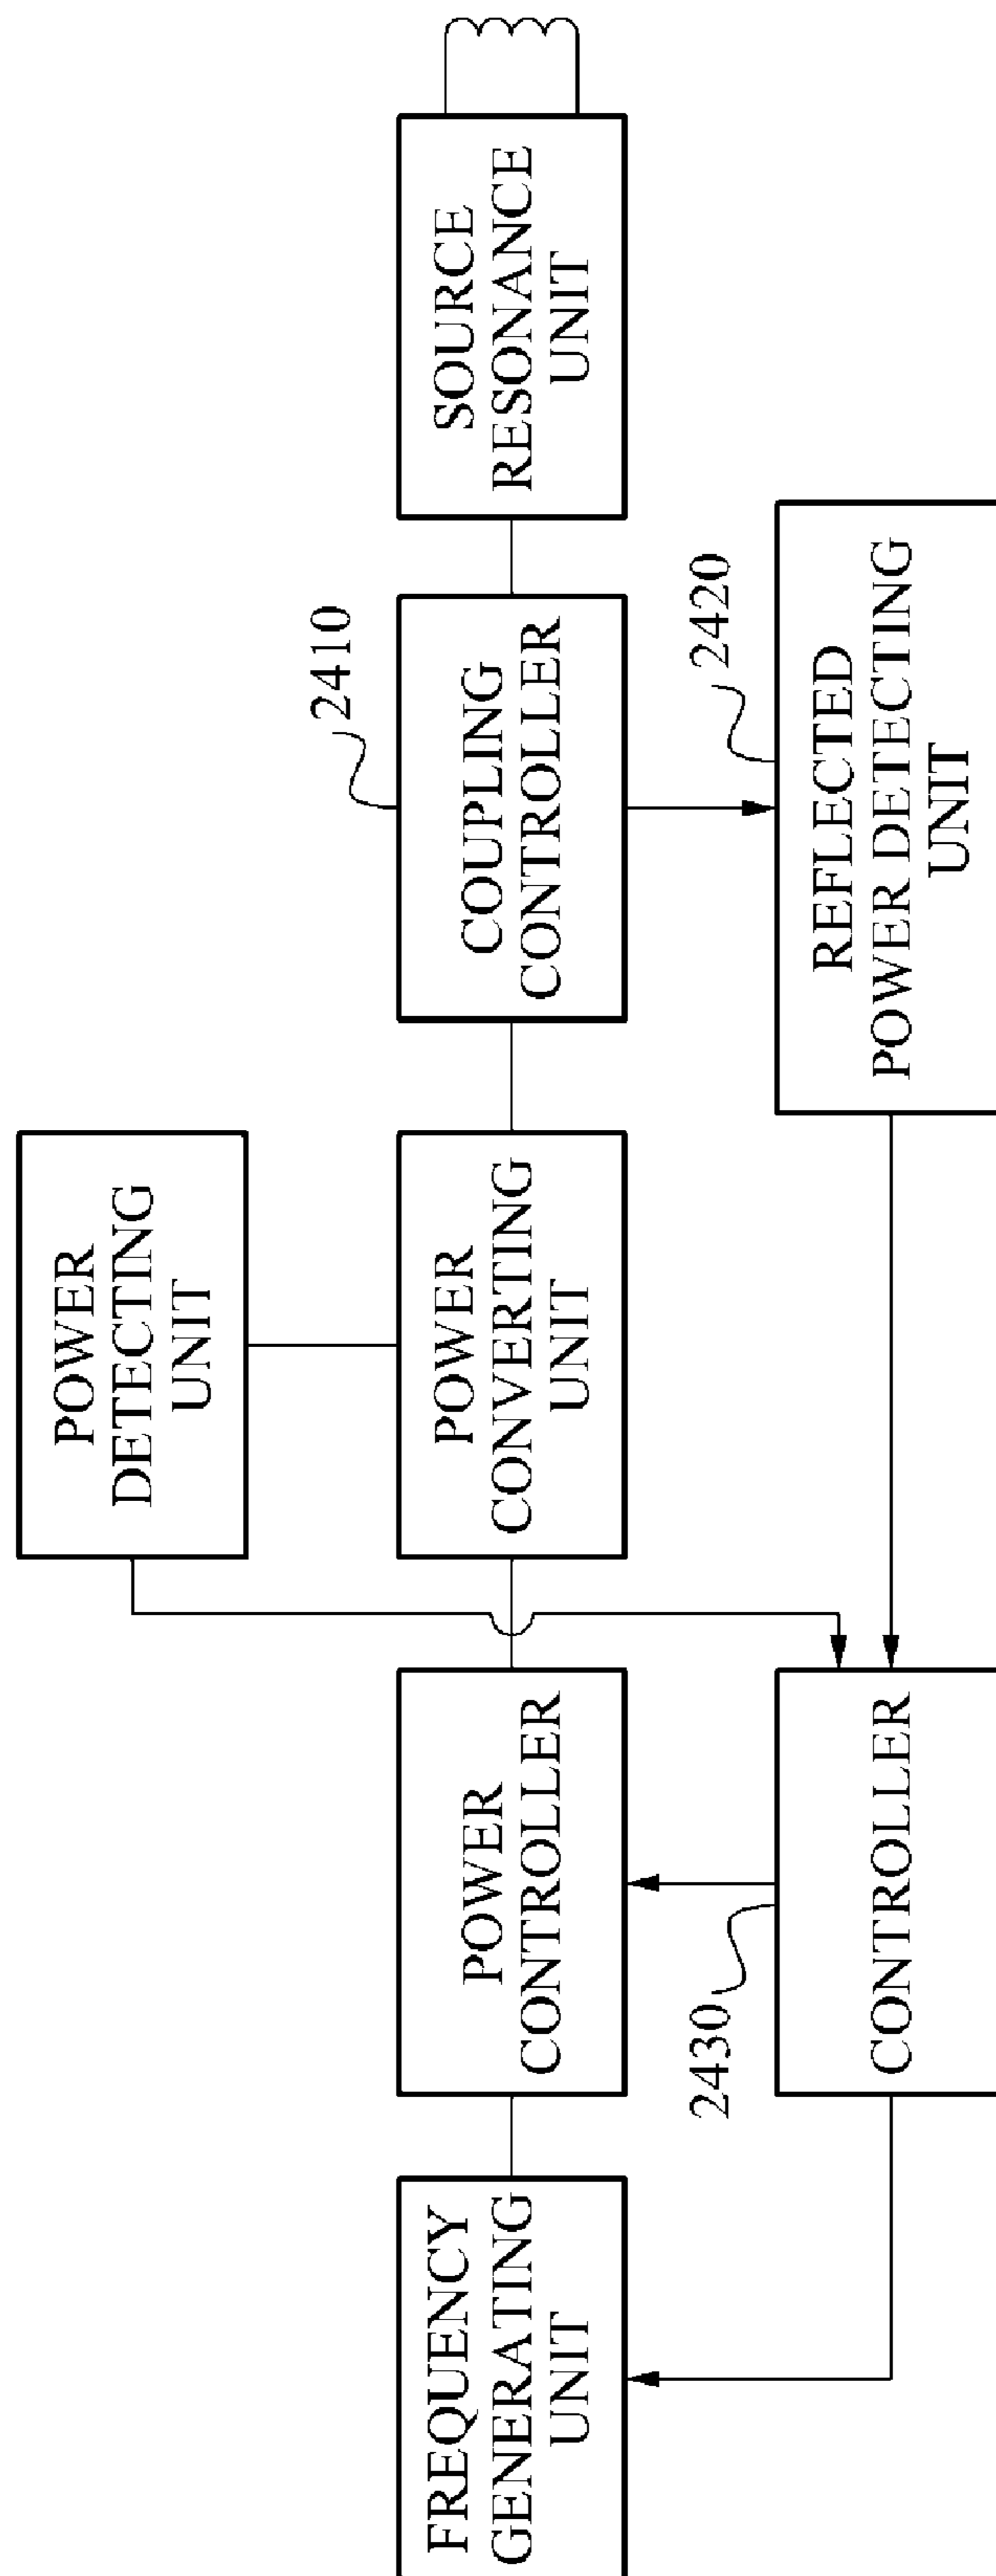 POWER
DETECTING
UNIT
FREQUENCY
GENERATING
UNIT
POWER
CONTROLLER
POWER
CONVERTING
UNIT
2410
COUPLING
CONTROLLER
SOURCE
RESONANCE
UNIT
2430
CONTROLLER
2420
REFLECTED
POWER DETECTING
UNIT